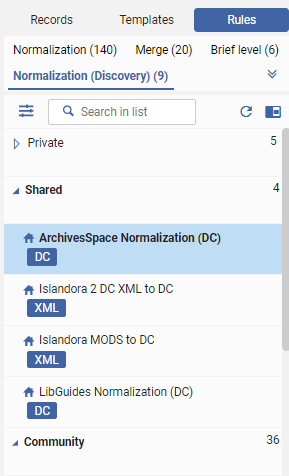 Records Templates Rules
Normalization (140) Merge (20) Brief level (6)
Normalization (Discovery) (9)
Search in list
Private 5
Shared 4
ArchivesSpace Normalization (DC)
DC
Islandora 2 DC XML to DC
XML
Islandora MODS to DC
XML
LibGuides Normalization (DC)
DC
Community 36